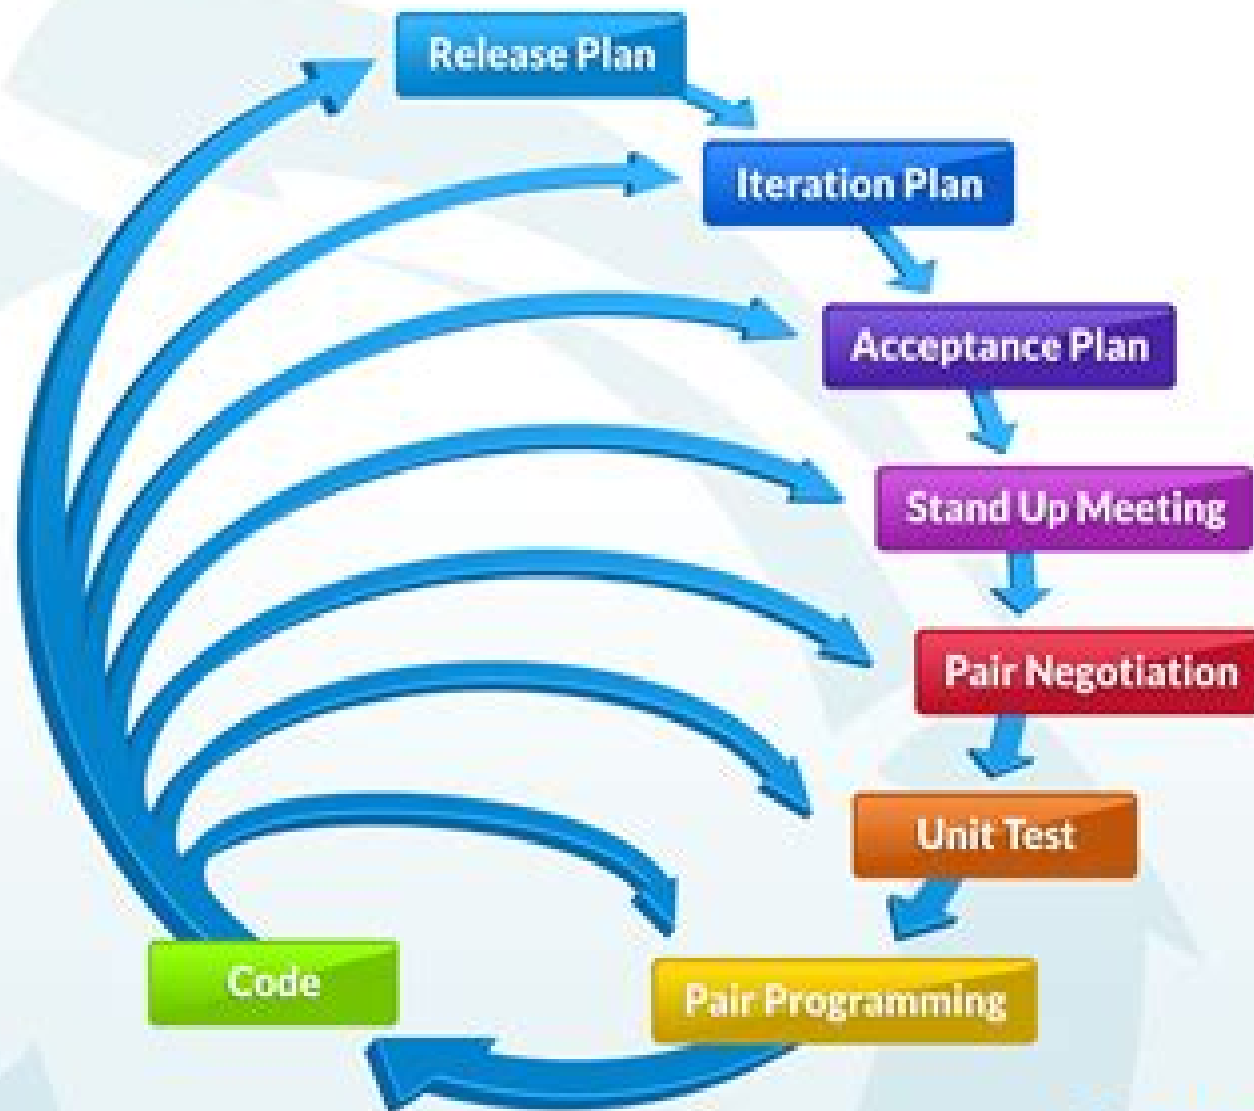 Release Plan
Iteration Plan
Acceptance Plan
Stand Up Meeting
Pair Negotiation
Unit Test
Pair Programming
Code